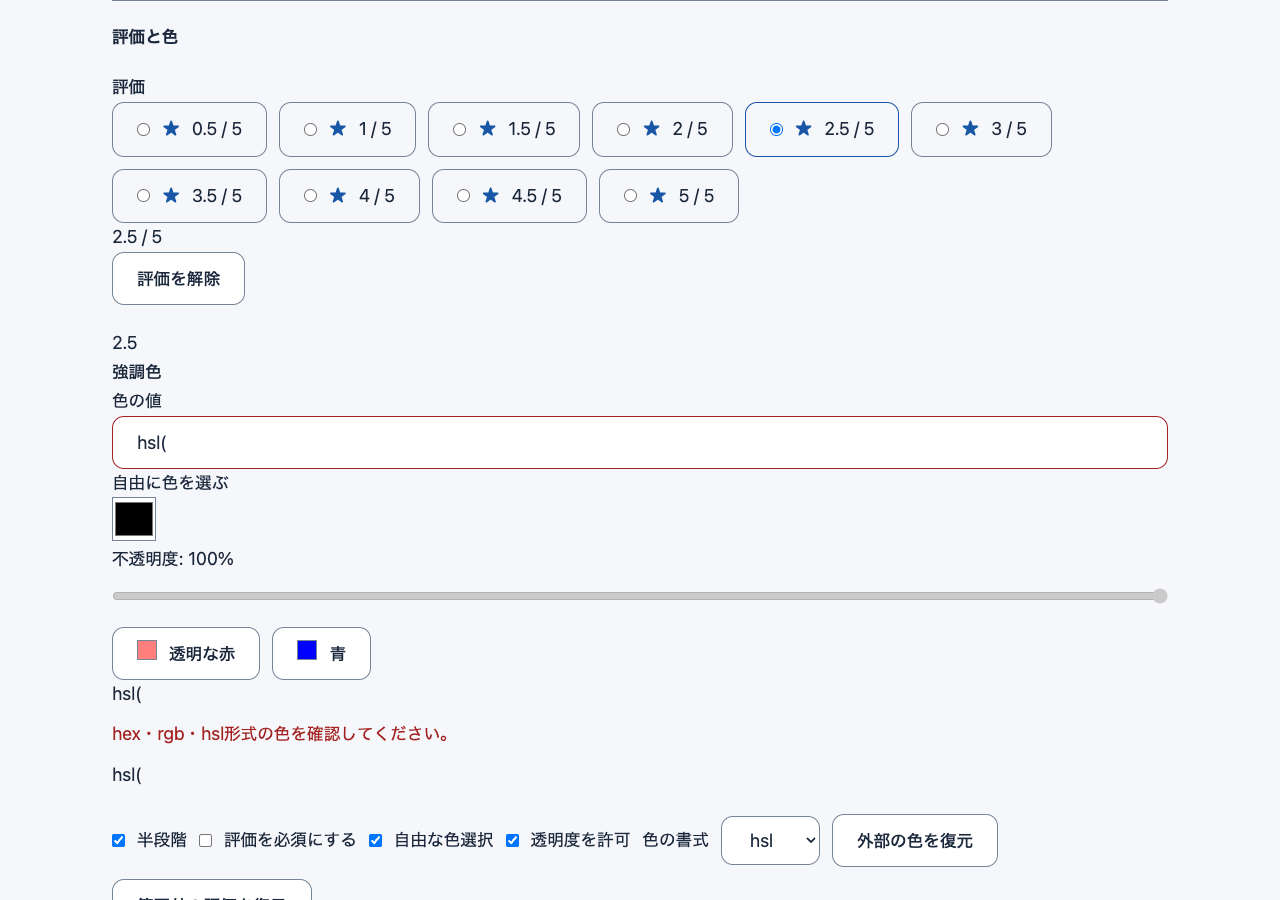 評価と色
評価
0.5 / 5 1 / 5 1.5 / 5 2 / 5 2.5 / 5 3 / 5
3.5 / 5 4 / 5 4.5 / 5 5 / 5
2.5 / 5
評価を解除
2.5
強調色
色の値
hsl(
自由に色を選ぶ
不透明度: 100%
透明な赤 青
hsl(
hex・rgb・hsl形式の色を確認してください。
hsl(
半段階 評価を必須にする 自由な色選択 透明度を許可 色の書式 hsl 外部の色を復元